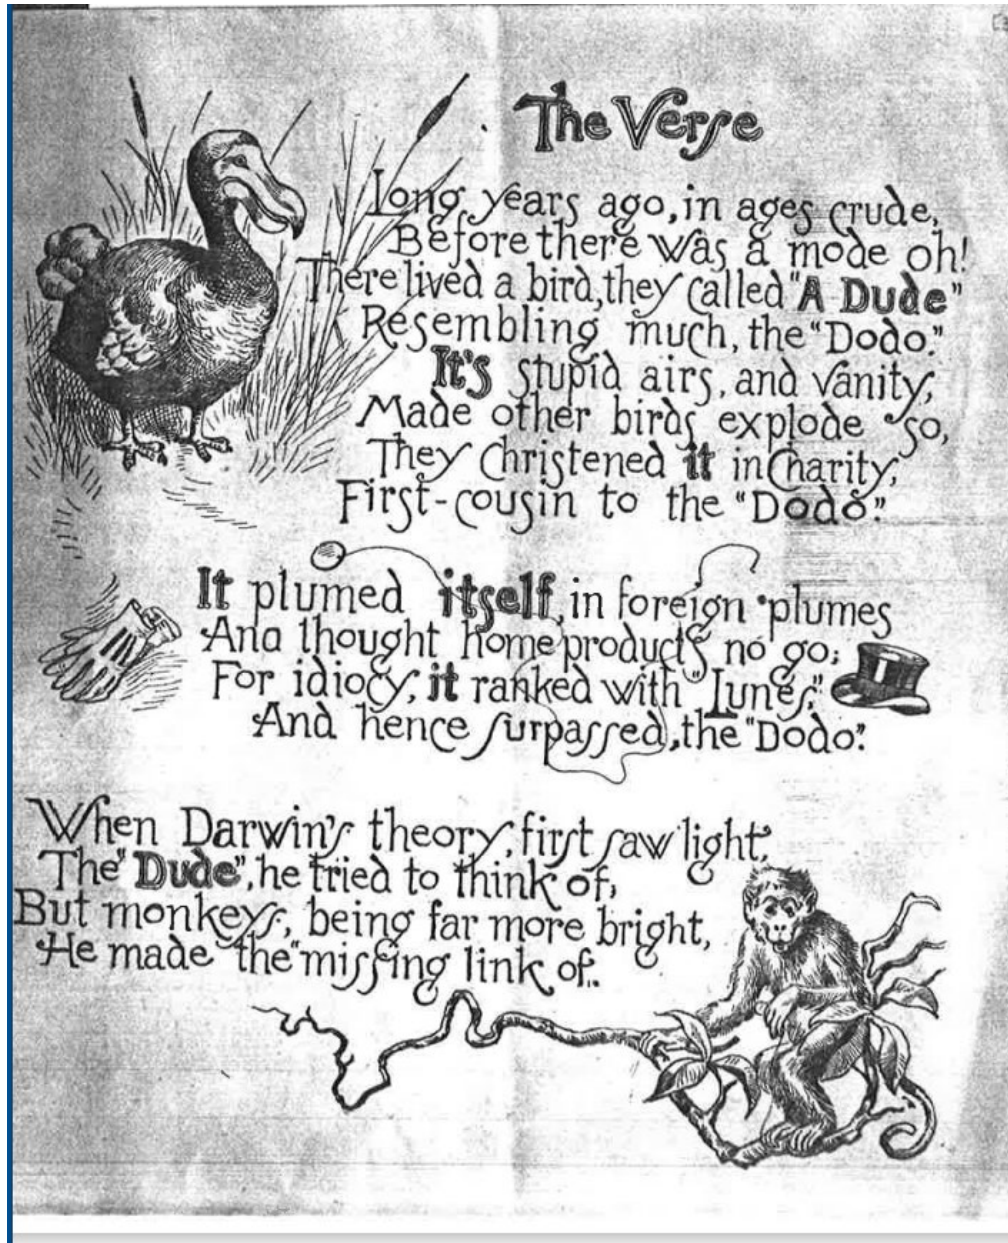 The Verse
Long years ago, in ages crude,
Before there was a mode oh!
There lived a bird, they called "A Dude"
Resembling much, the "Dodo."
It's stupid airs, and vanity,
Made other birds explode so,
They christened it in Charity,
First-cousin to the "Dodo."
It plumed itself, in foreign plumes
And thought home products no go;
For idiocy, it ranked with "Lunes,"
And hence surpassed, the "Dodo."
When Darwin's theory, first saw light,
The "Dude", he tried to think of,
But monkeys, being far more bright,
He made the "missing link of.